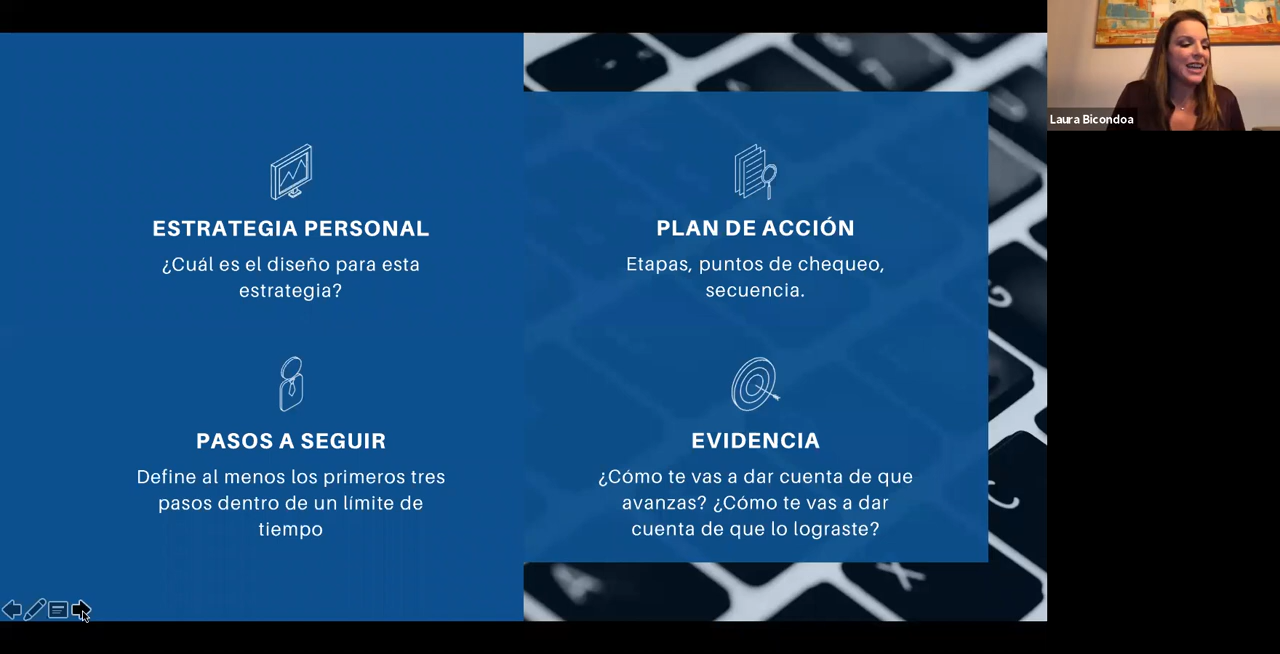 ESTRATEGIA PERSONAL
¿Cuál es el diseño para esta
estrategia?
PLAN DE ACCIÓN
Etapas, puntos de chequeo,
secuencia.
PASOS A SEGUIR
Define al menos los primeros tres
pasos dentro de un límite de
tiempo
EVIDENCIA
¿Cómo te vas a dar cuenta de que
avanzas? ¿Cómo te vas a dar
cuenta de que lo lograste?
Laura Bicondoa